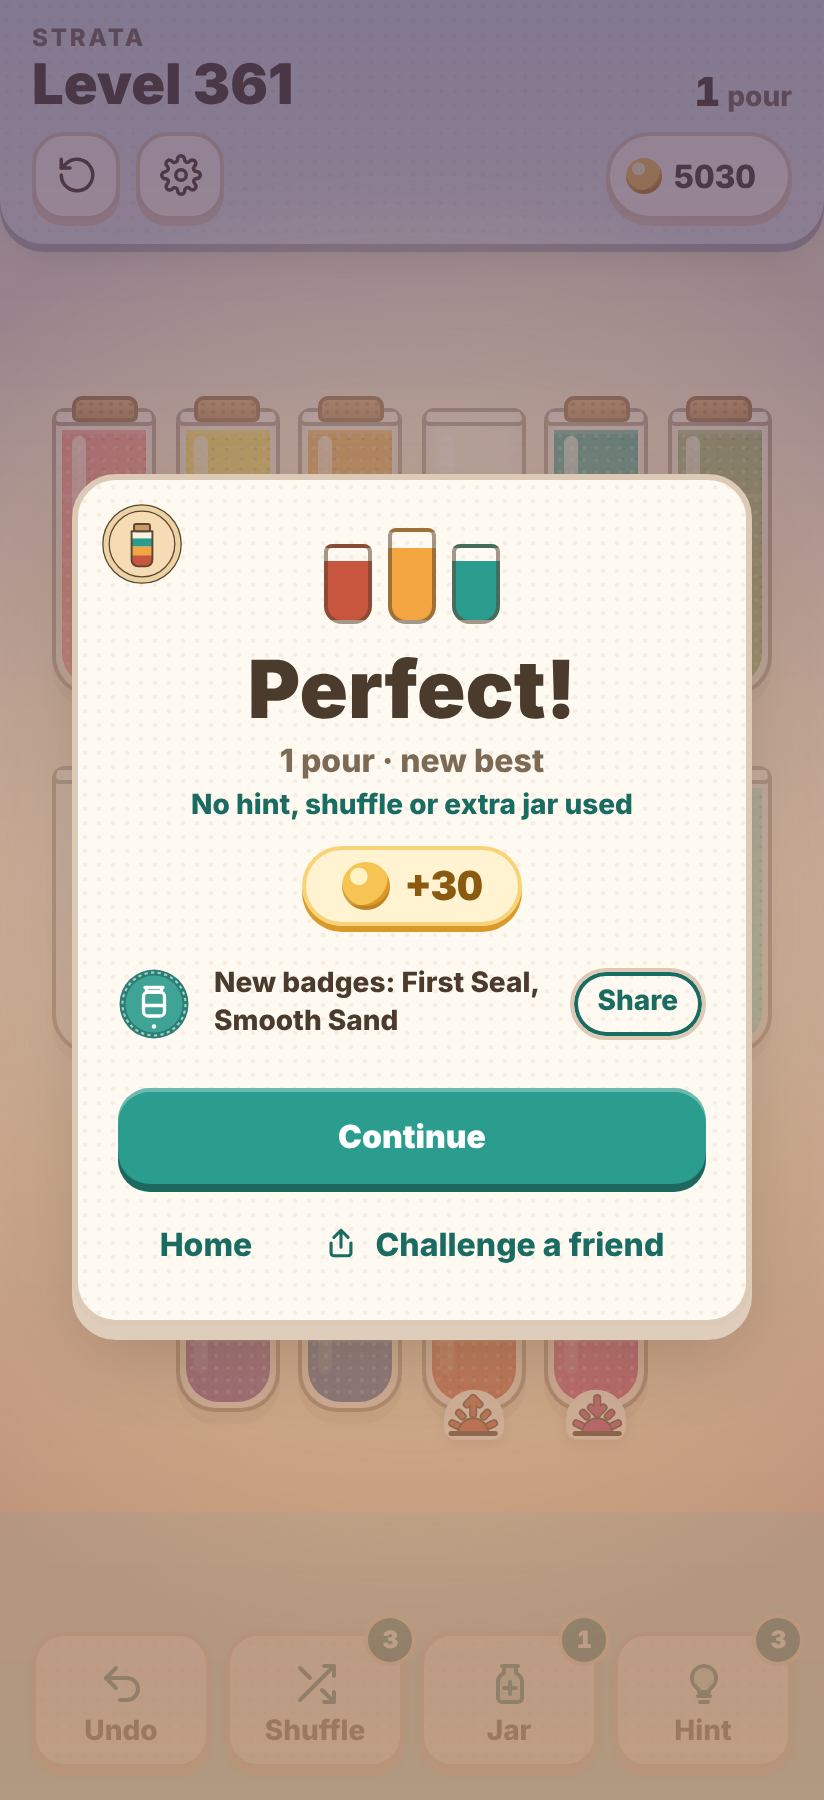 STRATA
Level 361
1 pour
5030
Perfect!
1 pour · new best
No hint, shuffle or extra jar used
+30
New badges: First Seal,
Smooth Sand
Share
Continue
Home
Challenge a friend
Undo
3
Shuffle
1
Jar
3
Hint